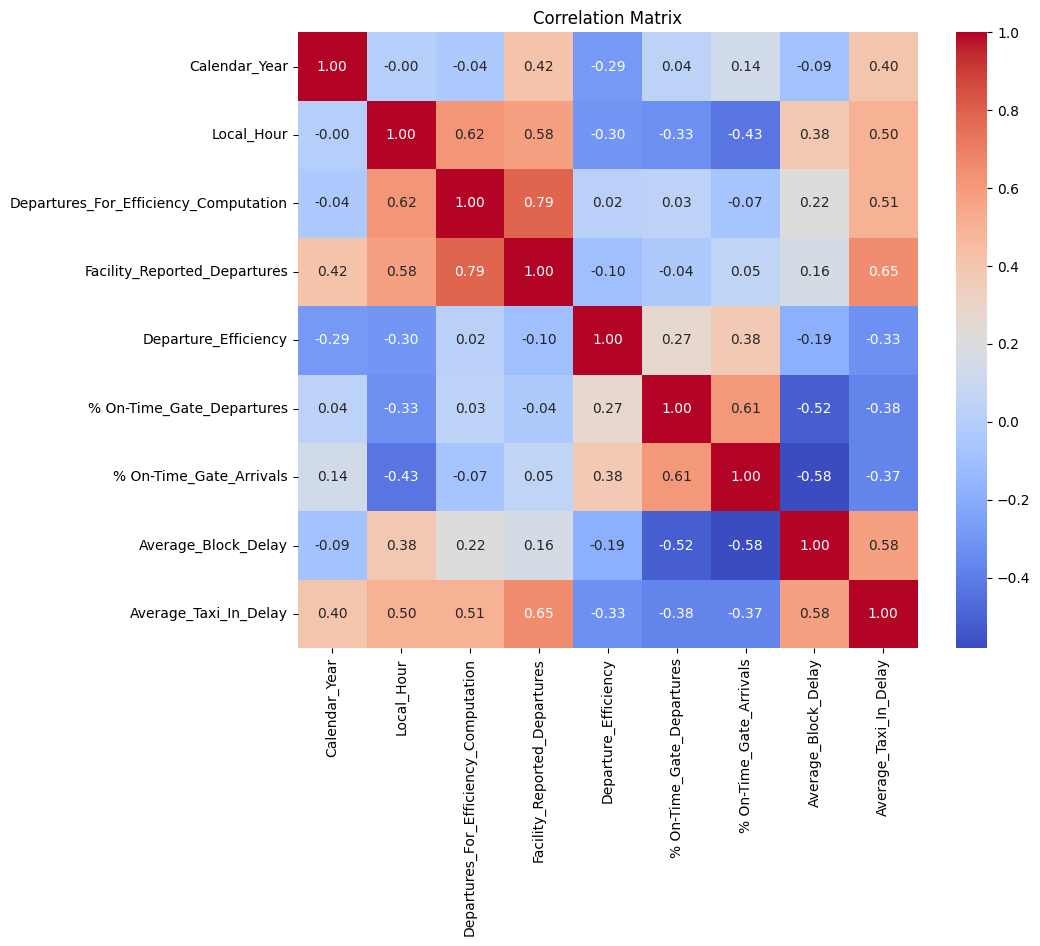 Correlation Matrix
Calendar_Year 1.00 -0.00 -0.04 0.42 -0.29 0.04 0.14 -0.09 0.40
Local_Hour -0.00 1.00 0.62 0.58 -0.30 -0.33 -0.43 0.38 0.50
Departures_For_Efficiency_Computation -0.04 0.62 1.00 0.79 0.02 0.03 -0.07 0.22 0.51
Facility_Reported_Departures 0.42 0.58 0.79 1.00 -0.10 -0.04 0.05 0.16 0.65
Departure_Efficiency -0.29 -0.30 0.02 -0.10 1.00 0.27 0.38 -0.19 -0.33
% On-Time_Gate_Departures 0.04 -0.33 0.03 -0.04 0.27 1.00 0.61 -0.52 -0.38
% On-Time_Gate_Arrivals 0.14 -0.43 -0.07 0.05 0.38 0.61 1.00 -0.58 -0.37
Average_Block_Delay -0.09 0.38 0.22 0.16 -0.19 -0.52 -0.58 1.00 0.58
Average_Taxi_In_Delay 0.40 0.50 0.51 0.65 -0.33 -0.38 -0.37 0.58 1.00
Calendar_Year
Local_Hour
Departures_For_Efficiency_Computation
Facility_Reported_Departures
Departure_Efficiency
% On-Time_Gate_Departures
% On-Time_Gate_Arrivals
Average_Block_Delay
Average_Taxi_In_Delay
1.0
0.8
0.6
0.4
0.2
0.0
-0.2
-0.4